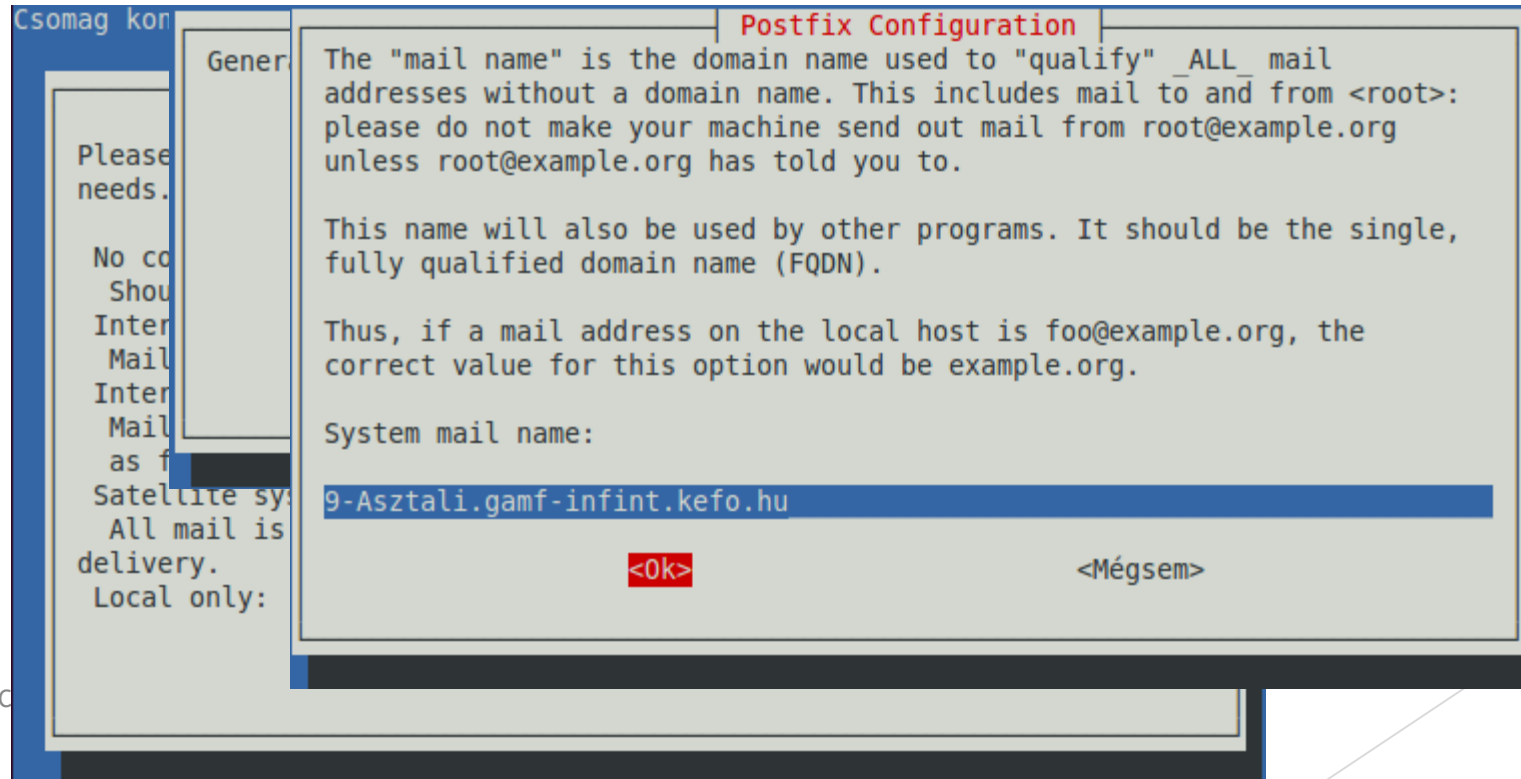 Csomag kon
Postfix Configuration
Gener
The "mail name" is the domain name used to "qualify" _ALL_ mail
addresses without a domain name. This includes mail to and from <root>:
please do not make your machine send out mail from root@example.org
unless root@example.org has told you to.
This name will also be used by other programs. It should be the single,
fully qualified domain name (FQDN).
Thus, if a mail address on the local host is foo@example.org, the
correct value for this option would be example.org.
System mail name:
9-Asztali.gamf-infint.kefo.hu
<Ok>
<Mégsem>
Please
needs.
No co
Shou
Inter
Mail
Inter
Mail
as f
Satellite sys
All mail is
delivery.
Local only: